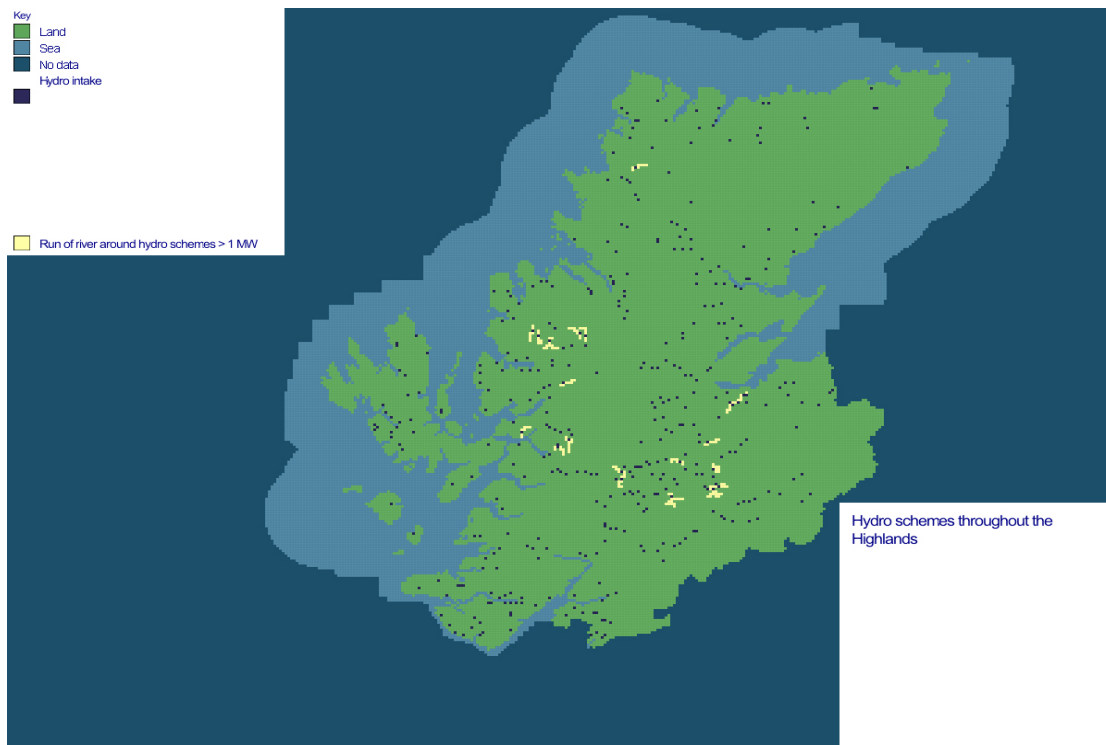 Key
Land
Sea
No data
Hydro intake
Run of river around hydro schemes > 1 MW
Hydro schemes throughout the
Highlands